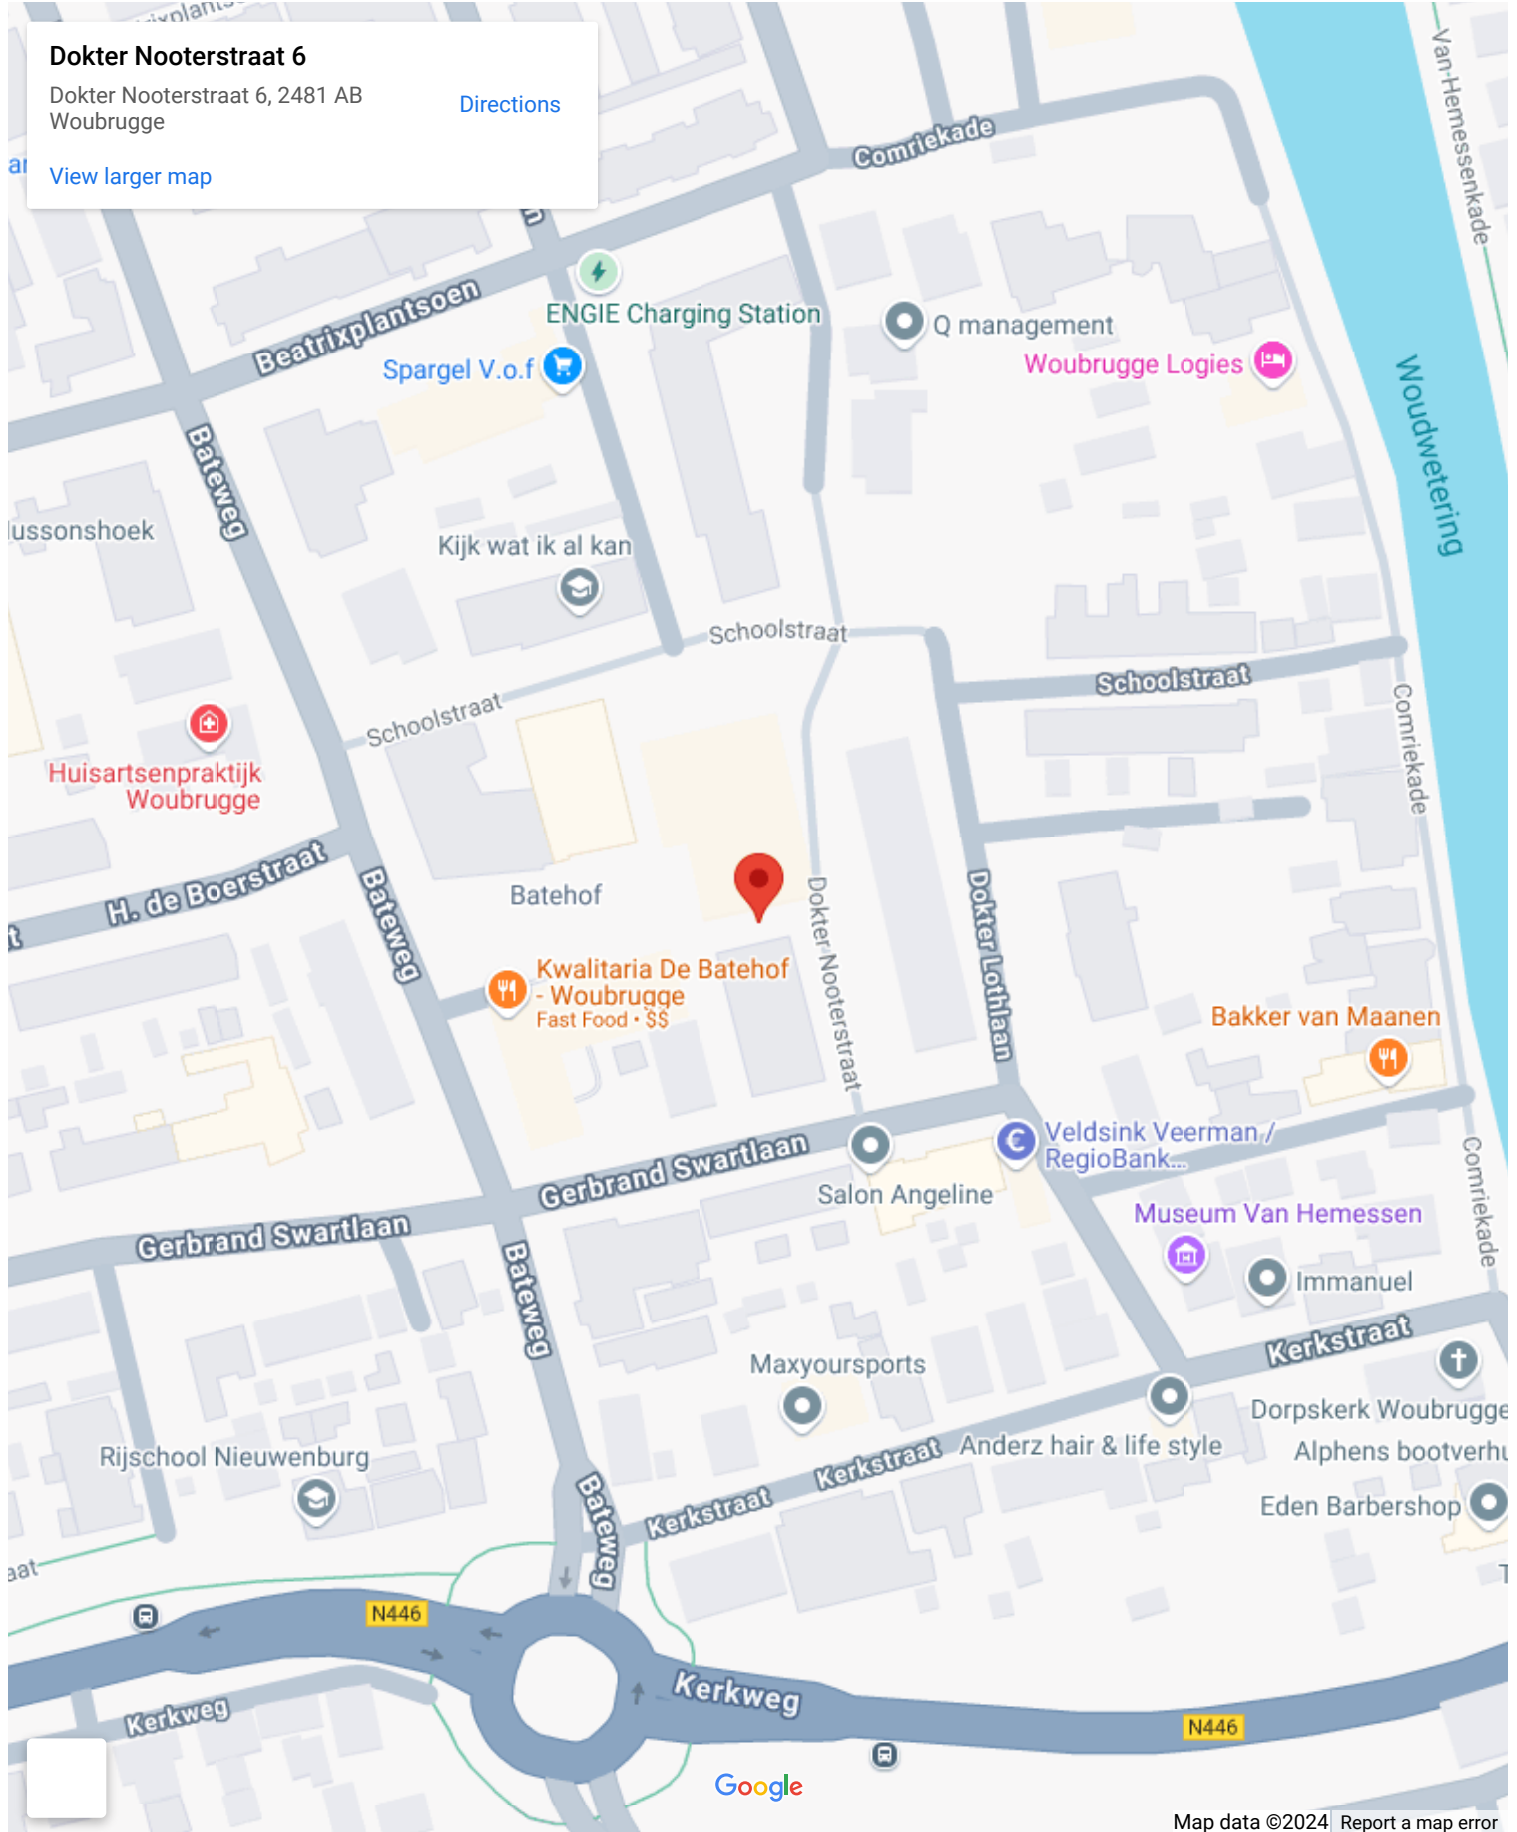 rixplantso
Dokter Nooterstraat 6
Dokter Nooterstraat 6, 2481 AB
Woubrugge
Directions
View larger map
Van-Hemessenkade
Comriekade
Beatrixplantsoen
ENGIE Charging Station
Q management
Spargel V.o.f
Woubrugge Logies
Woudwetering
Bateweg
lussonshoek
Kijk wat ik al kan
Schoolstraat
Schoolstraat
Schoolstraat
Comriekade
Huisartsenpraktijk
Woubrugge
H. de Boerstraat
Bateweg
Batehof
Dokter Nooterstraat
Dokter Lothlaan
Kwalitaria De Batehof
- Woubrugge
Fast Food • $$
Bakker van Maanen
Veldsink Veerman /
RegioBank...
Gerbrand Swartlaan
Salon Angeline
Museum Van Hemessen
Comriekade
Gerbrand Swartlaan
Bateweg
Immanuel
Kerkstraat
Maxyoursports
Dorpskerk Woubrugge
Anderz hair & life style
Alphens bootverhu
Rijschool Nieuwenburg
Kerkstraat
Kerkstraat
Eden Barbershop
Bateweg
aat
T
N446
Kerkweg
Kerkweg
N446
Google
Map data ©2024
Report a map error